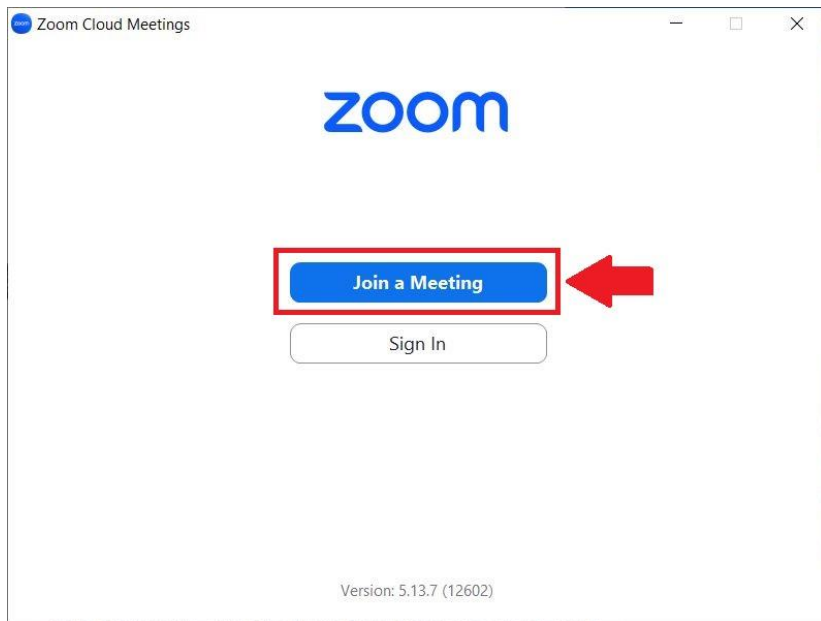 Zoom Cloud Meetings
zoom
Join a Meeting
Sign In
Version: 5.13.7 (12602)